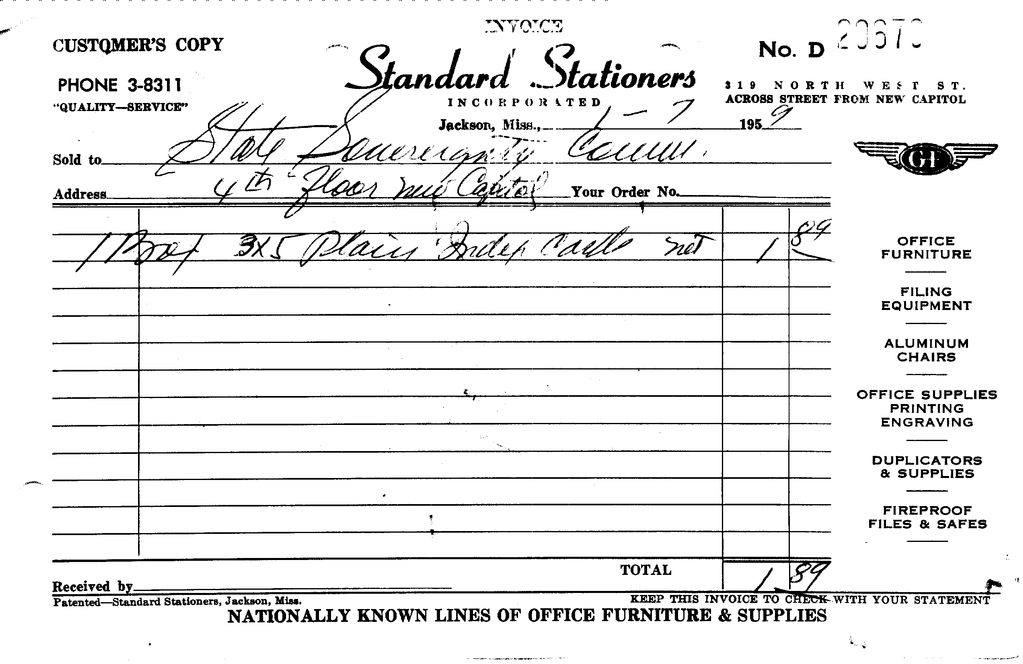 INVOICE
CUSTOMER'S COPY
No. D 20670
PHONE 3-8311
Standard Stationers
"QUALITY—SERVICE"
INCORPORATED
319 NORTH WEST ST.
ACROSS STREET FROM NEW CAPITOL
Jackson, Miss., 1-7 1959
Sold to State Sovereignty Comm.
Address 4th Floor New Capitol Your Order No.
GF
1 Box 3X5 Plain Index Cards net 1 89
OFFICE
FURNITURE
FILING
EQUIPMENT
ALUMINUM
CHAIRS
OFFICE SUPPLIES
PRINTING
ENGRAVING
DUPLICATORS
& SUPPLIES
FIREPROOF
FILES & SAFES
TOTAL 1 89
Received by
Patented—Standard Stationers, Jackson, Miss.
KEEP THIS INVOICE TO CHECK WITH YOUR STATEMENT
NATIONALLY KNOWN LINES OF OFFICE FURNITURE & SUPPLIES